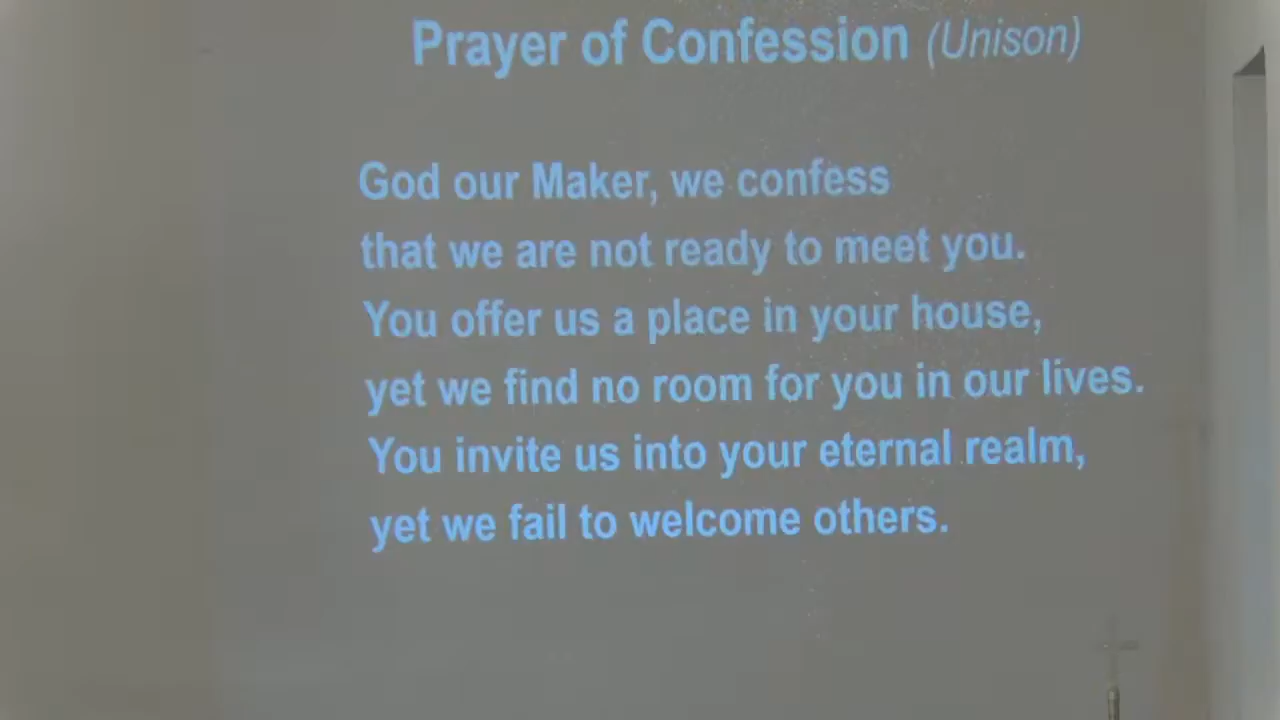 Prayer of Confession (Unison)
God our Maker, we confess
that we are not ready to meet you.
You offer us a place in your house,
yet we find no room for you in our lives.
You invite us into your eternal realm,
yet we fail to welcome others.